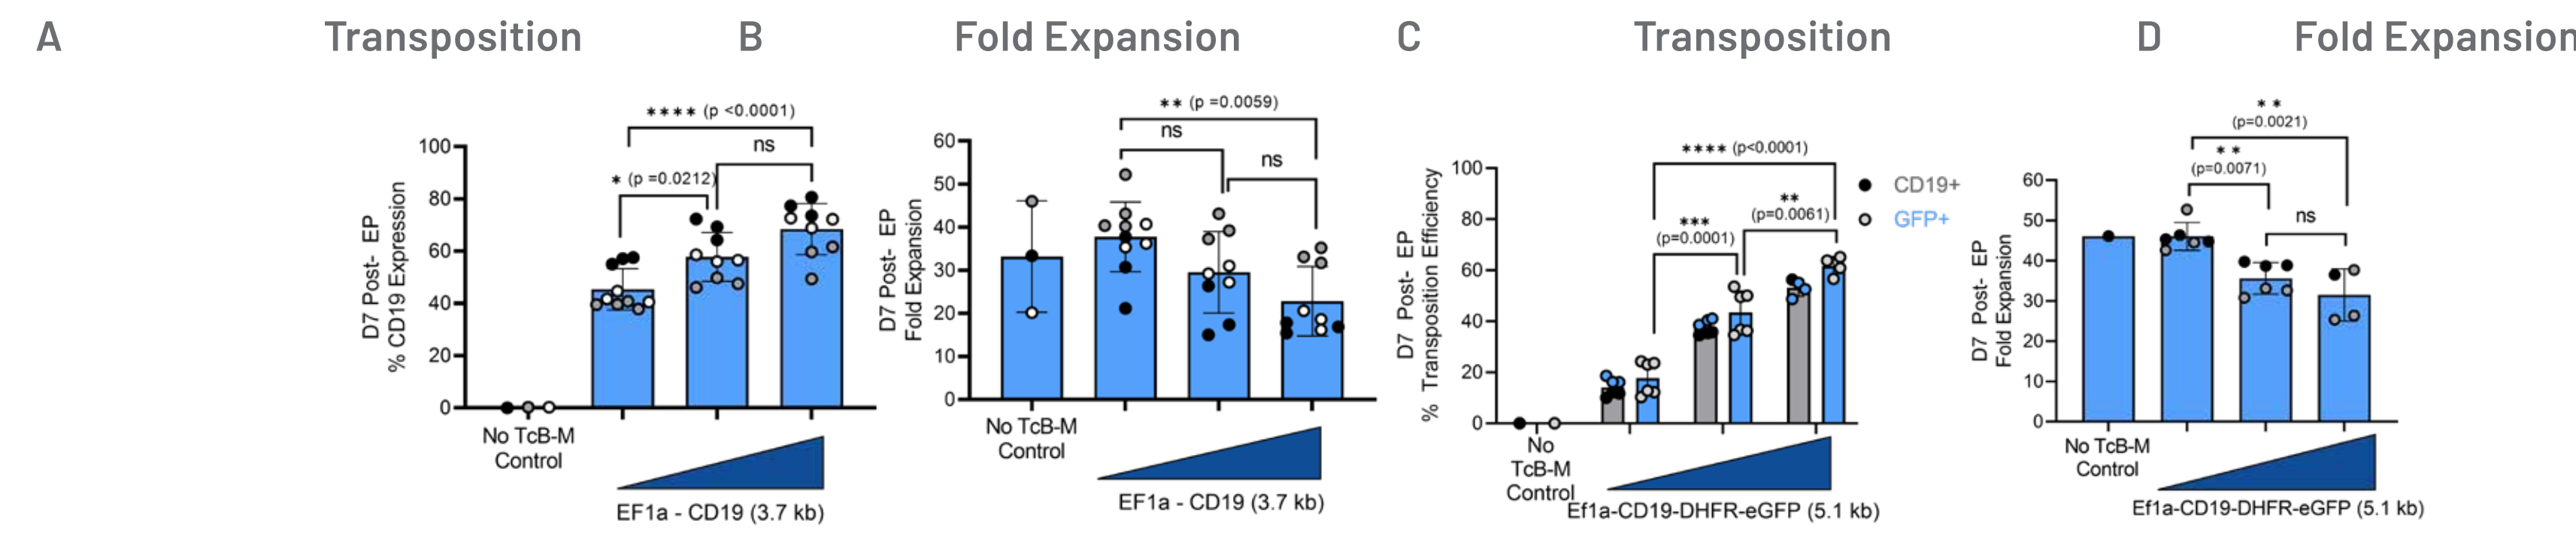 A Transposition
B Fold Expansion
C Transposition
D Fold Expansion
**** (p <0.0001)
ns
* (p =0.0212)
100
80
60
40
20
0
D7 Post- EP
% CD19 Expression
No TcB-M
Control
EF1a - CD19 (3.7 kb)
** (p =0.0059)
ns
ns
60
50
40
30
20
10
0
D7 Post- EP
Fold Expansion
No TcB-M
Control
EF1a - CD19 (3.7 kb)
**** (p<0.0001)
**
(p=0.0061)
***
(p=0.0001)
CD19+
GFP+
100
80
60
40
20
0
D7 Post- EP
% Transposition Efficiency
No
TcB-M
Control
Ef1a-CD19-DHFR-eGFP (5.1 kb)
**
(p=0.0021)
**
(p=0.0071)
ns
60
50
40
30
20
10
0
D7 Post- EP
Fold Expansion
No TcB-M
Control
Ef1a-CD19-DHFR-eGFP (5.1 kb)